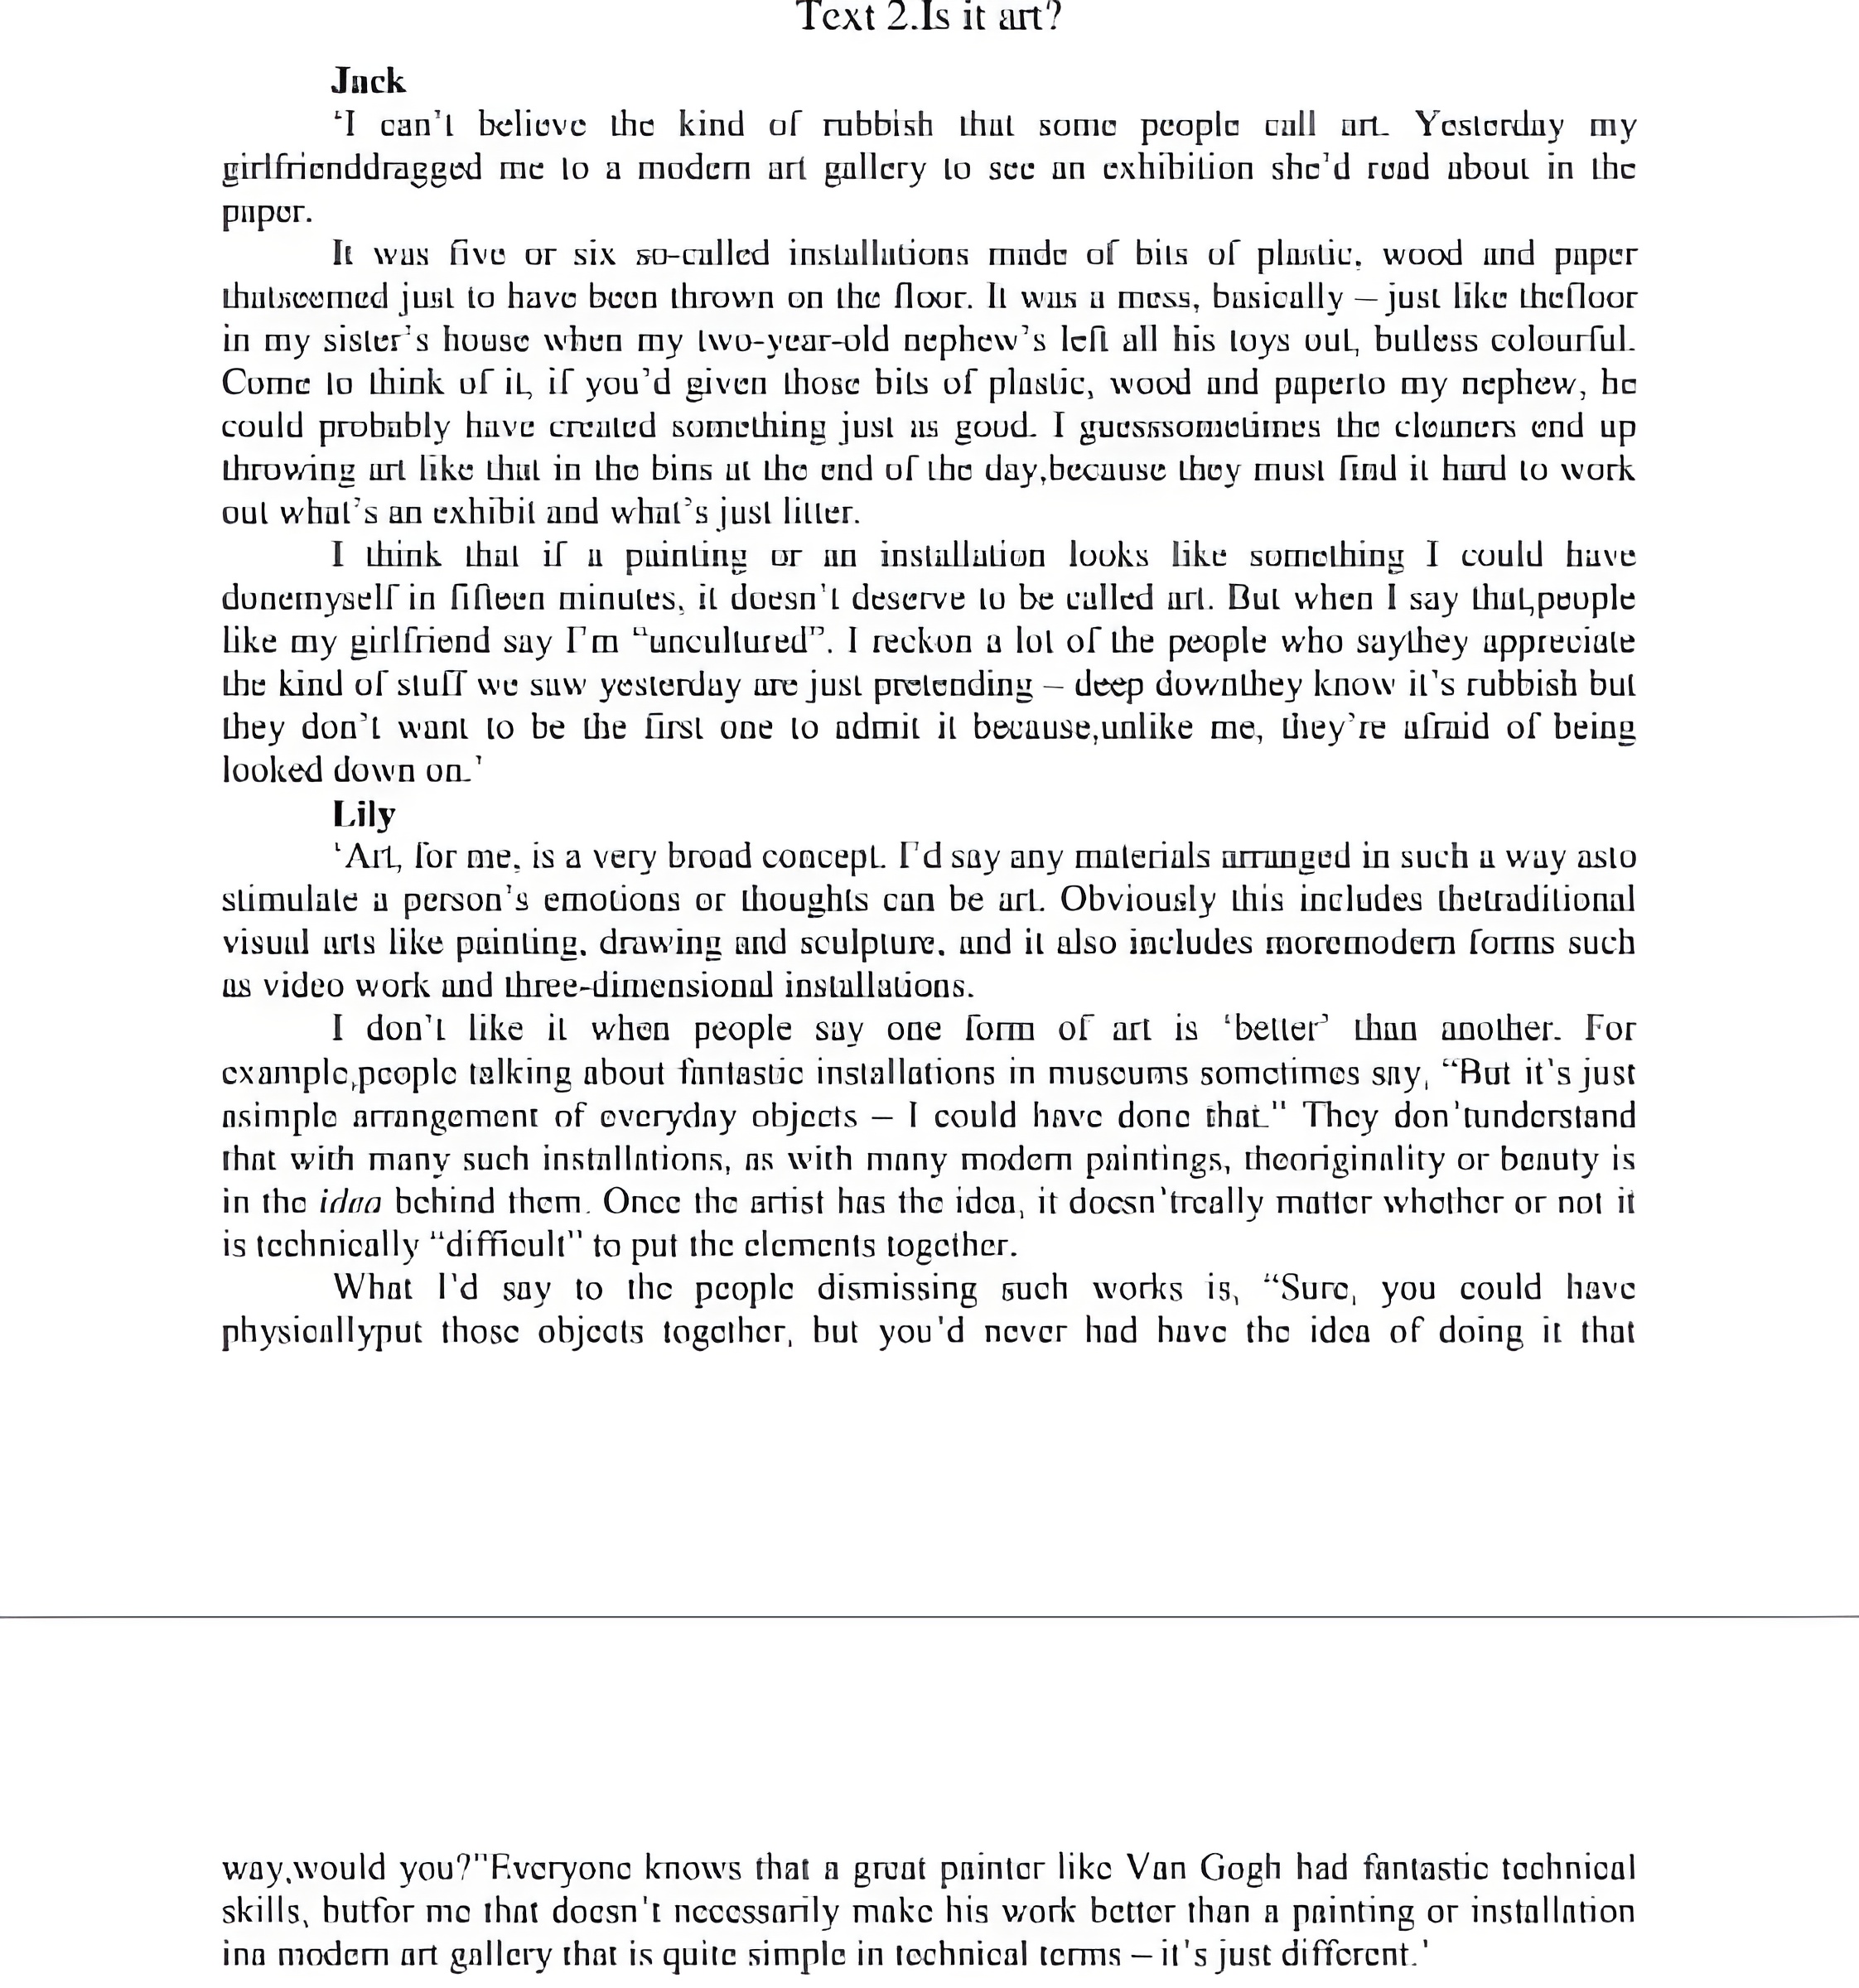 Text 2.Is it art?
Jack
‘I can't believe the kind of rubbish that some people call art. Yesterday my
girlfrienddragged me to a modern art gallery to see an exhibition she'd read about in the
paper.
It was five or six so-called installations made of bits of plastic, wood and paper
thatseemed just to have been thrown on the floor. It was a mess, basically – just like thefloor
in my sister's house when my two-year-old nephew's left all his toys out, butless colourful.
Come to think of it, if you'd given those bits of plastic, wood and paperto my nephew, he
could probably have created something just as good. I guesssometimes the cleaners end up
throwing art like that in the bins at the end of the day,because they must find it hard to work
out what's an exhibit and what's just litter.
I think that if a painting or an installation looks like something I could have
donemyself in fifteen minutes, it doesn't deserve to be called art. But when I say that,people
like my girlfriend say I'm “uncultured”. I reckon a lot of the people who saythey appreciate
the kind of stuff we saw yesterday are just pretending – deep downthey know it's rubbish but
they don't want to be the first one to admit it because,unlike me, they're afraid of being
looked down on.’
Lily
‘Art, for me, is a very broad concept. I'd say any materials arranged in such a way asto
stimulate a person's emotions or thoughts can be art. Obviously this includes thetraditional
visual arts like painting, drawing and sculpture, and it also includes moremodern forms such
as video work and three-dimensional installations.
I don't like it when people say one form of art is ‘better’ than another. For
example,people talking about fantastic installations in museums sometimes say, “But it's just
asimple arrangement of everyday objects – I could have done that." They don'tunderstand
that with many such installations, as with many modern paintings, theoriginality or beauty is
in the idea behind them. Once the artist has the idea, it doesn'treally matter whether or not it
is technically “difficult" to put the elements together.
What I'd say to the people dismissing such works is, “Sure, you could have
physicallyput those objects together, but you'd never had have the idea of doing it that
way,would you?"Everyone knows that a great painter like Van Gogh had fantastic technical
skills, butfor me that doesn't necessarily make his work better than a painting or installation
ina modern art gallery that is quite simple in technical terms – it's just different.'